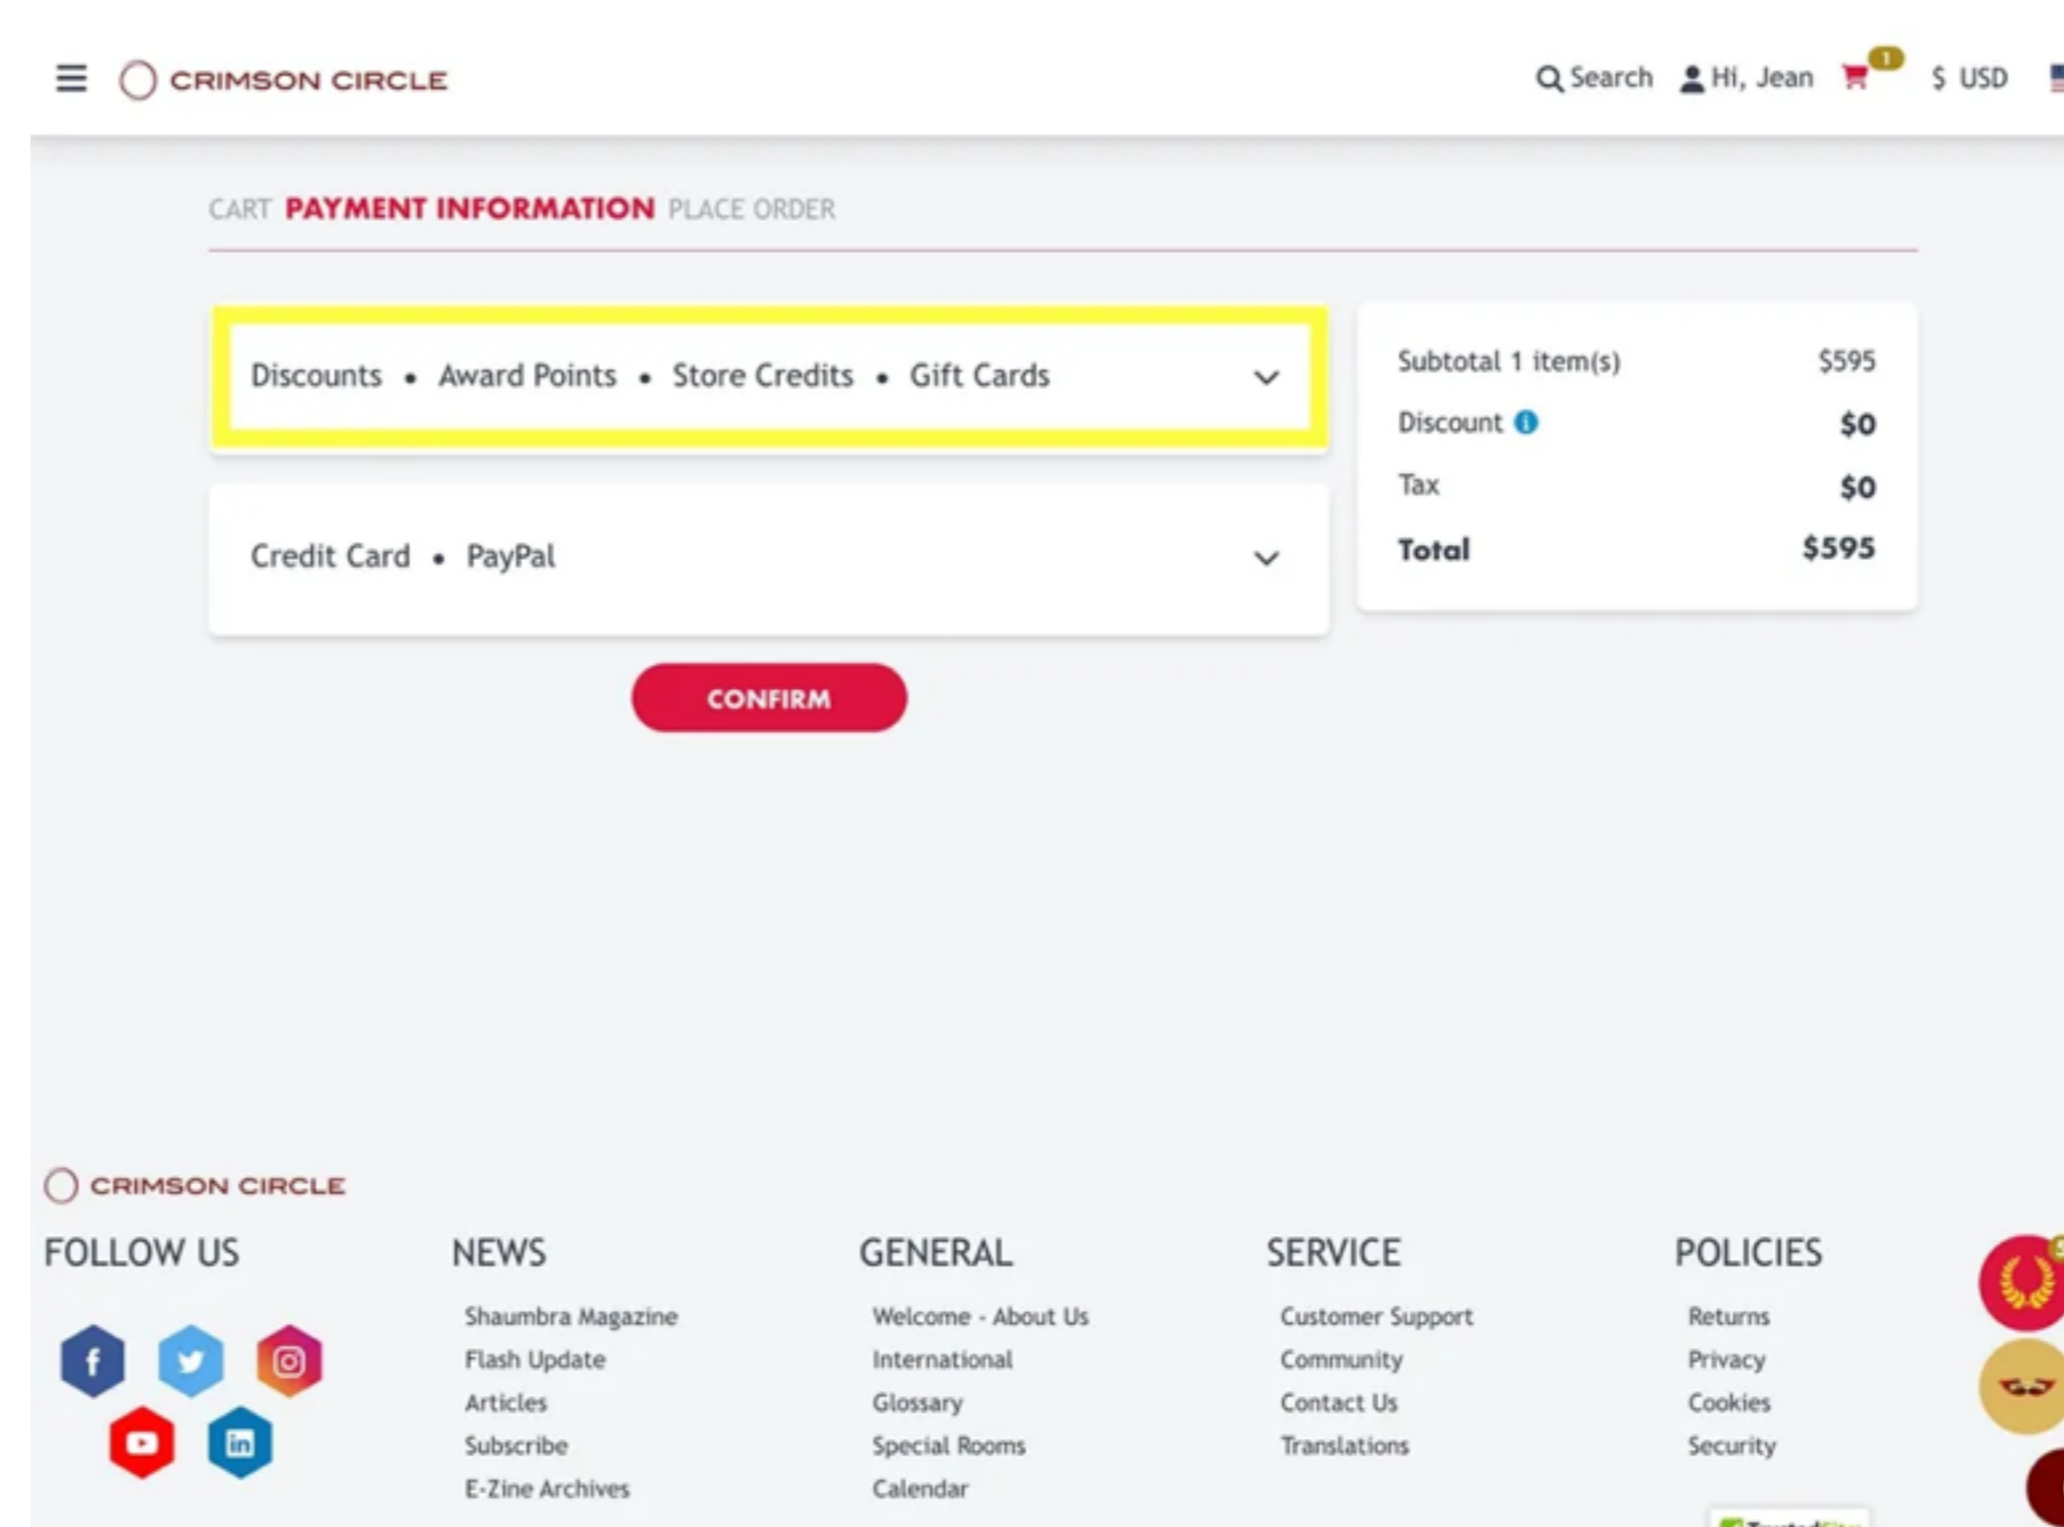 CRIMSON CIRCLE
Search Hi, Jean 1 $ USD
CART PAYMENT INFORMATION PLACE ORDER
Discounts • Award Points • Store Credits • Gift Cards
Subtotal 1 item(s) $595
Discount $0
Tax $0
Total $595
Credit Card • PayPal
CONFIRM
CRIMSON CIRCLE
FOLLOW US
NEWS
Shaumbra Magazine
Flash Update
Articles
Subscribe
E-Zine Archives
GENERAL
Welcome - About Us
International
Glossary
Special Rooms
Calendar
SERVICE
Customer Support
Community
Contact Us
Translations
POLICIES
Returns
Privacy
Cookies
Security